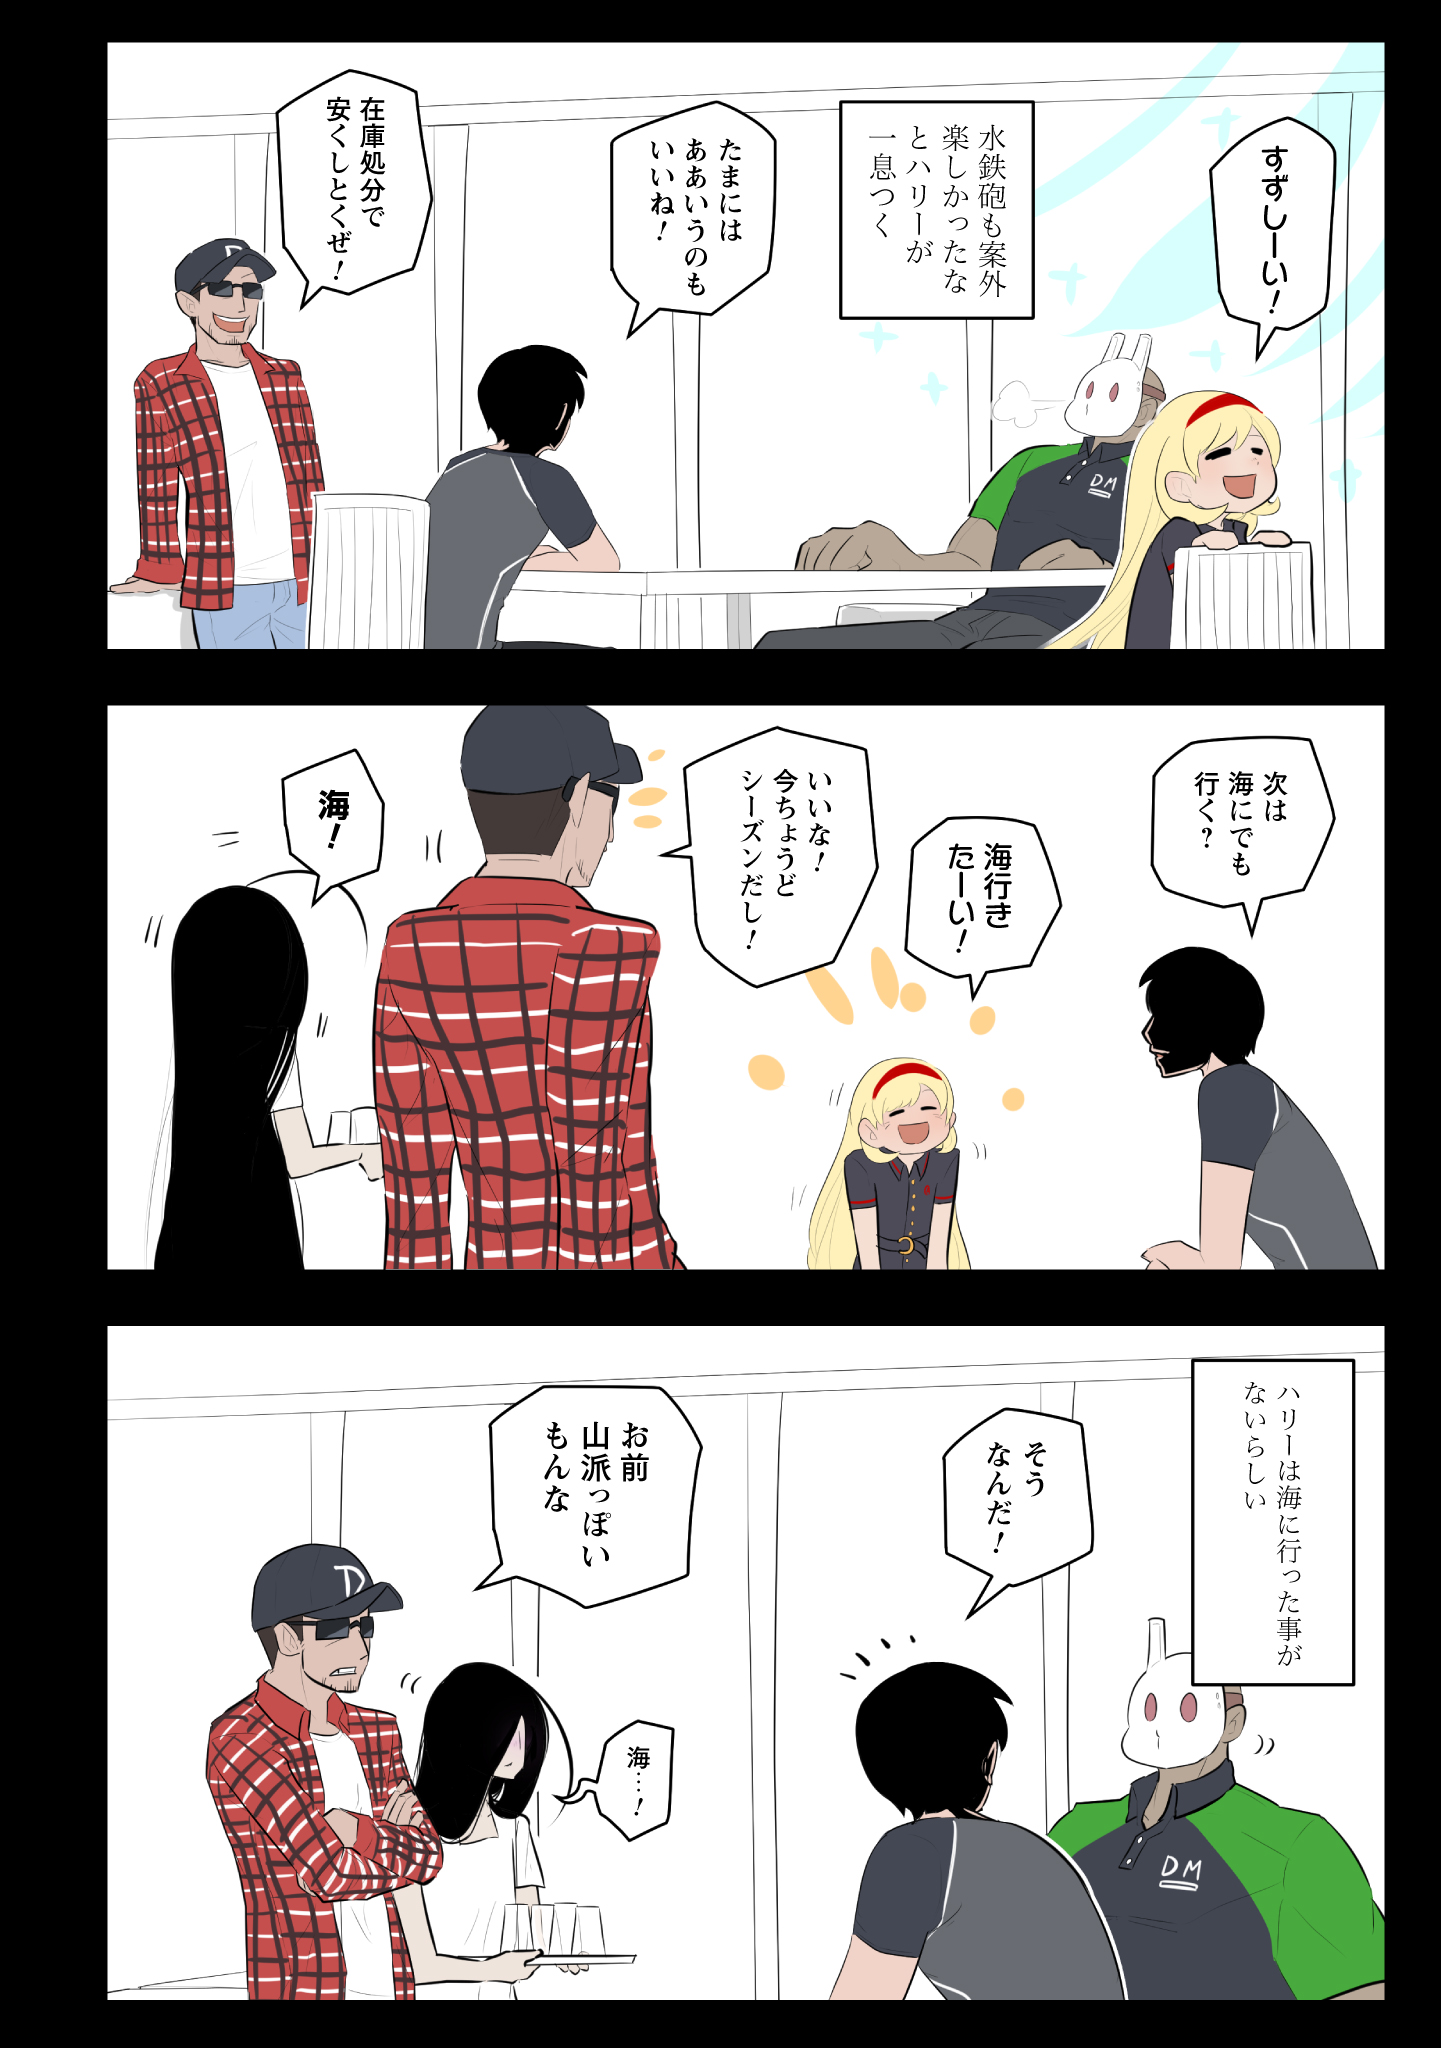 すずしーい！
水鉄砲も案外
楽しかったな
とハリーが
一息つく
たまには
ああいうのも
いいね！
在庫処分で
安くしとくぜ！
D
DM
次は
海にでも
行く？
海行き
たーい！
いいな！
今ちょうど
シーズンだし！
海！
ハリーは海に行った事が
ないらしい
そう
なんだ！
お前
山派っぽい
もんな
海…！
D
DM